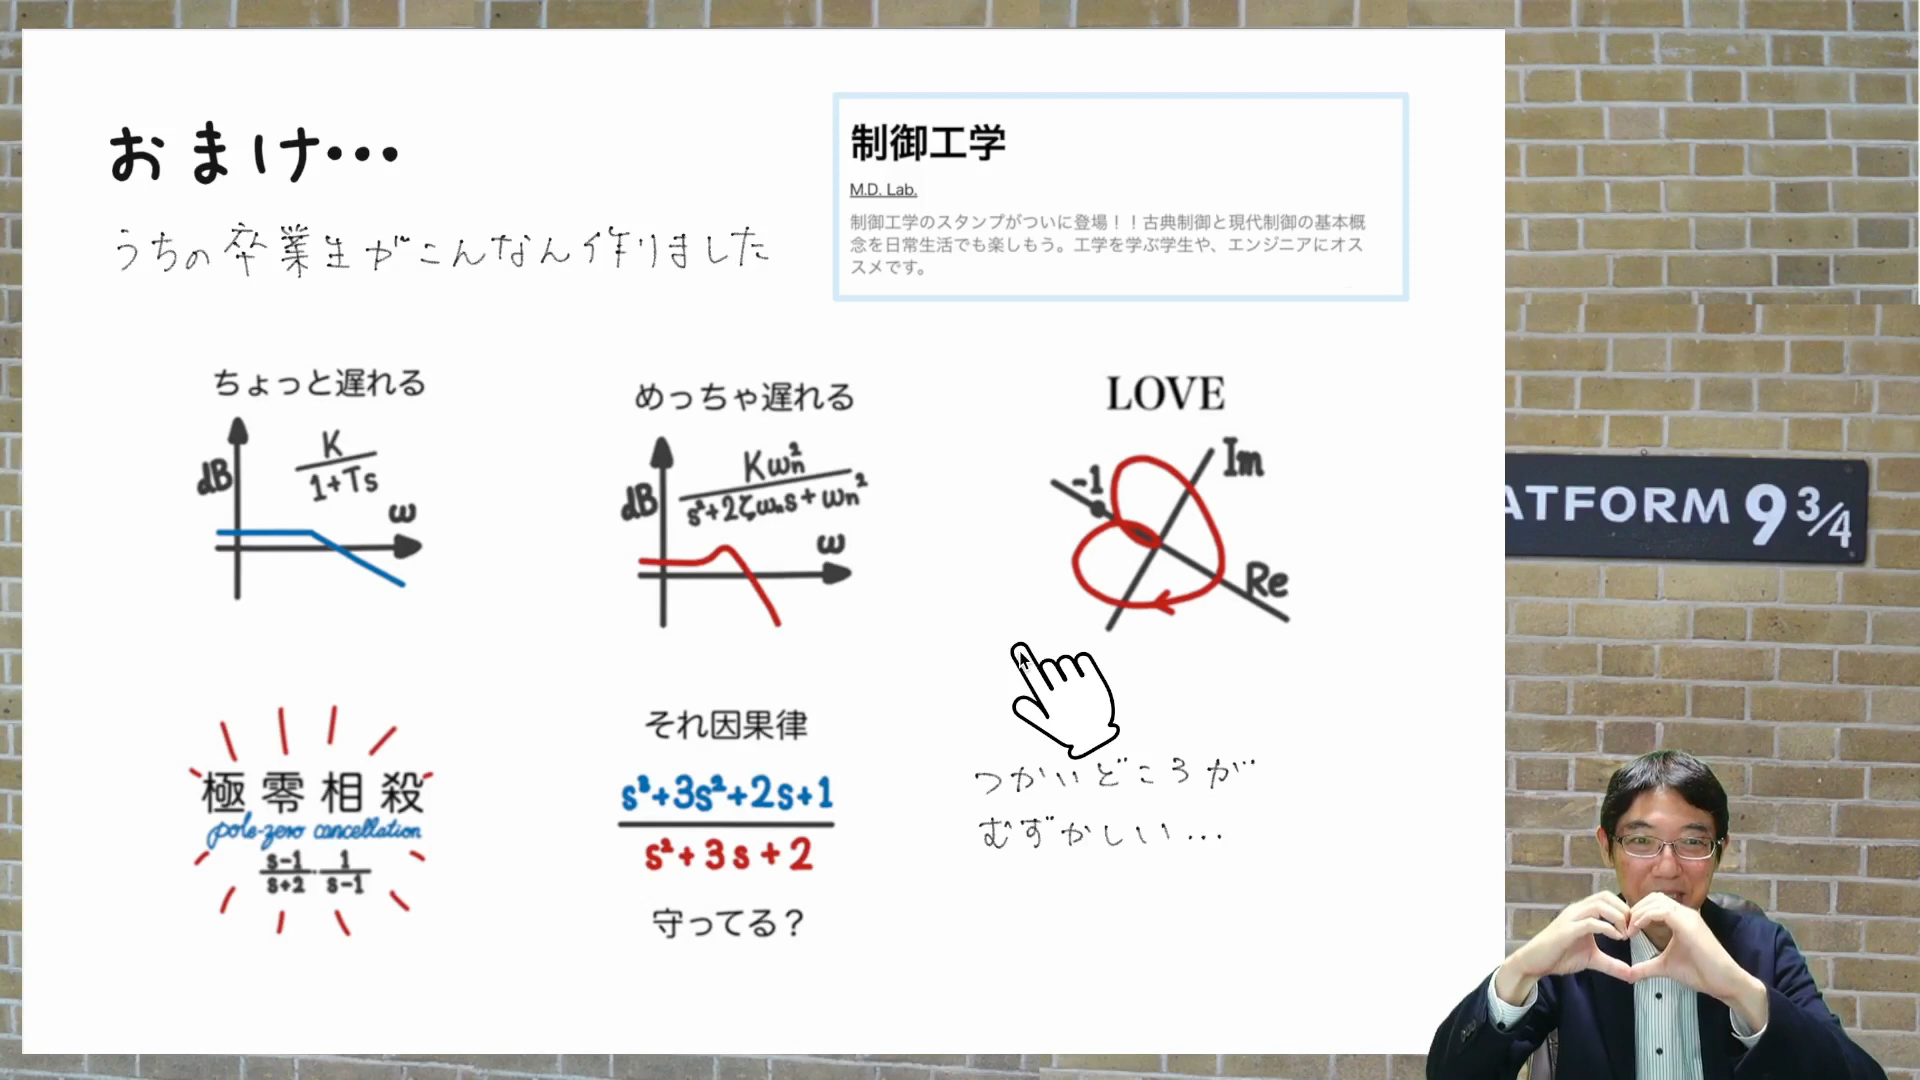 おまけ…
うちの卒業生がこんなん作りました
制御工学
M.D. Lab.
制御工学のスタンプがついに登場！！古典制御と現代制御の基本概
念を日常生活でも楽しもう。工学を学ぶ学生や、エンジニアにオス
スメです。
ちょっと遅れる
dB
K
1+Ts
ω
めっちゃ遅れる
dB
Kωn²
s²+2ζωns+ωn²
ω
LOVE
-1
Im
Re
極零相殺
pole-zero cancellation
s-1 1
s+2 · s-1
それ因果律
s³+3s²+2s+1
s²+3s+2
守ってる？
つかいどころが
むずかしい…
ATFORM 9 3/4